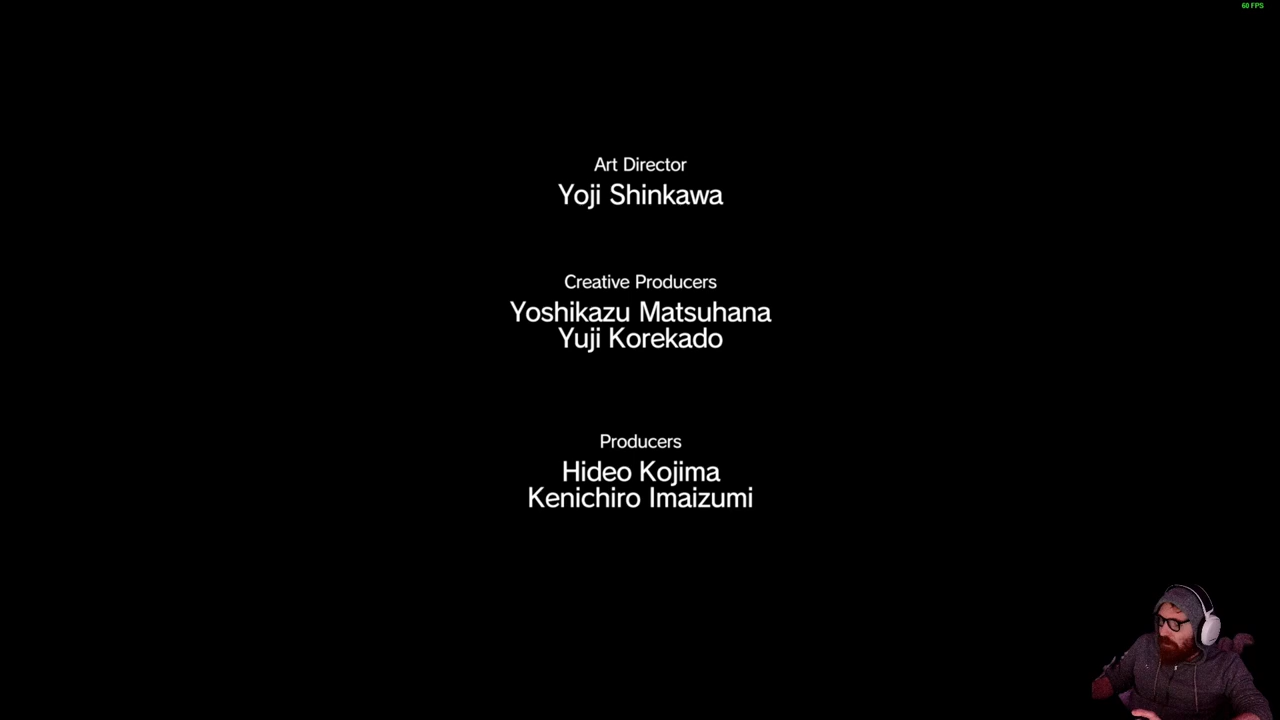 60 FPS
Art Director
Yoji Shinkawa
Creative Producers
Yoshikazu Matsuhana
Yuji Korekado
Producers
Hideo Kojima
Kenichiro Imaizumi